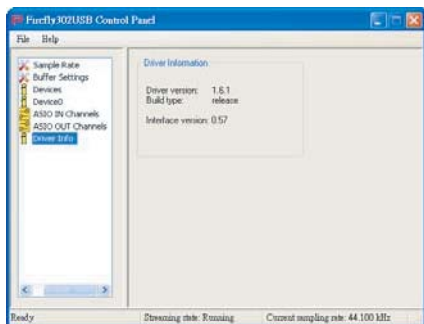 Firefly302USB Control Panel
File Help
Sample Rate
Buffer Settings
Devices
Device0
ASIO IN Channels
ASIO OUT Channels
Driver Info
Driver Information
Driver version: 1.6.1
Build type: release
Interface version: 0.57
Ready Streaming state: Running Current sampling rate: 44.100 kHz